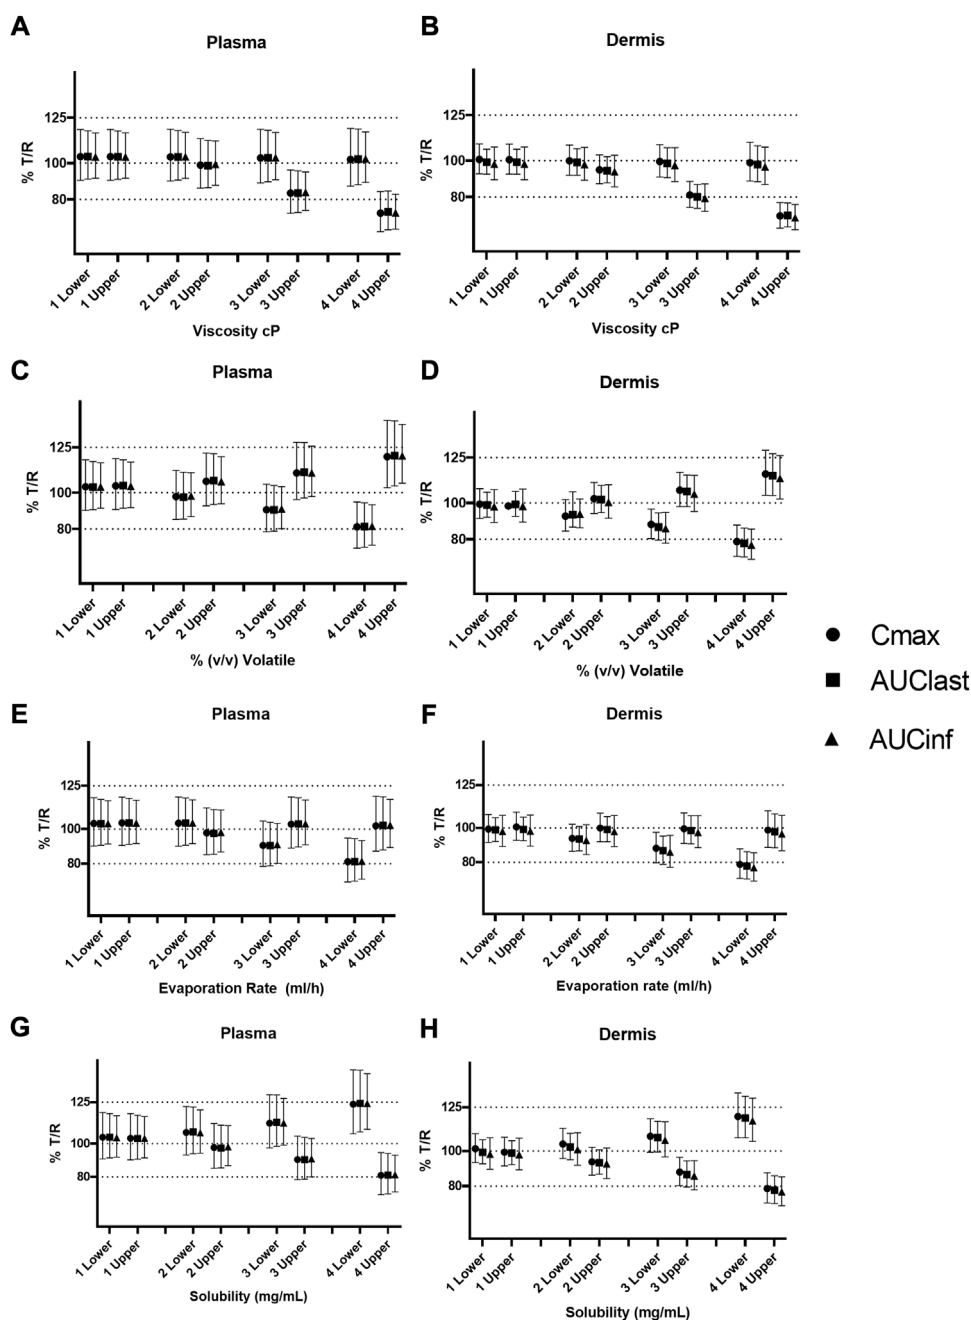 A
Plasma
% T/R
125
100
80
1 Lower
1 Upper
2 Lower
2 Upper
3 Lower
3 Upper
4 Lower
4 Upper
Viscosity cP
B
Dermis
% T/R
125
100
80
1 Lower
1 Upper
2 Lower
2 Upper
3 Lower
3 Upper
4 Lower
4 Upper
Viscosity cP
C
Plasma
% T/R
125
100
80
1 Lower
1 Upper
2 Lower
2 Upper
3 Lower
3 Upper
4 Lower
4 Upper
% (v/v) Volatile
D
Dermis
% T/R
125
100
80
1 Lower
1 Upper
2 Lower
2 Upper
3 Lower
3 Upper
4 Lower
4 Upper
% (v/v) Volatile
Cmax
AUClast
AUCinf
E
Plasma
% T/R
125
100
80
1 Lower
1 Upper
2 Lower
2 Upper
3 Lower
3 Upper
4 Lower
4 Upper
Evaporation Rate (ml/h)
F
Dermis
% T/R
125
100
80
1 Lower
1 Upper
2 Lower
2 Upper
3 Lower
3 Upper
4 Lower
4 Upper
Evaporation rate (ml/h)
G
Plasma
% T/R
125
100
80
1 Lower
1 Upper
2 Lower
2 Upper
3 Lower
3 Upper
4 Lower
4 Upper
Solubility (mg/mL)
H
Dermis
% T/R
125
100
80
1 Lower
1 Upper
2 Lower
2 Upper
3 Lower
3 Upper
4 Lower
4 Upper
Solubility (mg/mL)